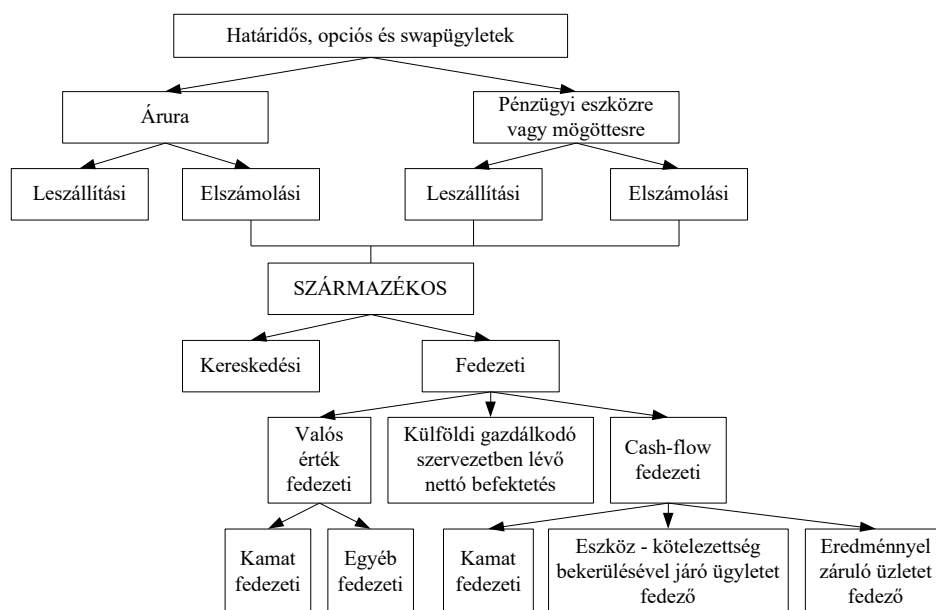 Határidős, opciós és swapügyletek
Árura
Pénzügyi eszközre
vagy mögöttesre
Leszállítási
Elszámolási
Leszállítási
Elszámolási
SZÁRMAZÉKOS
Kereskedési
Fedezeti
Valós
érték
fedezeti
Külföldi gazdálkodó
szervezetben lévő
nettó befektetés
Cash-flow
fedezeti
Kamat
fedezeti
Egyéb
fedezeti
Kamat
fedezeti
Eszköz - kötelezettség
bekerülésével járó ügyletet
fedező
Eredménnyel
záruló üzletet
fedező